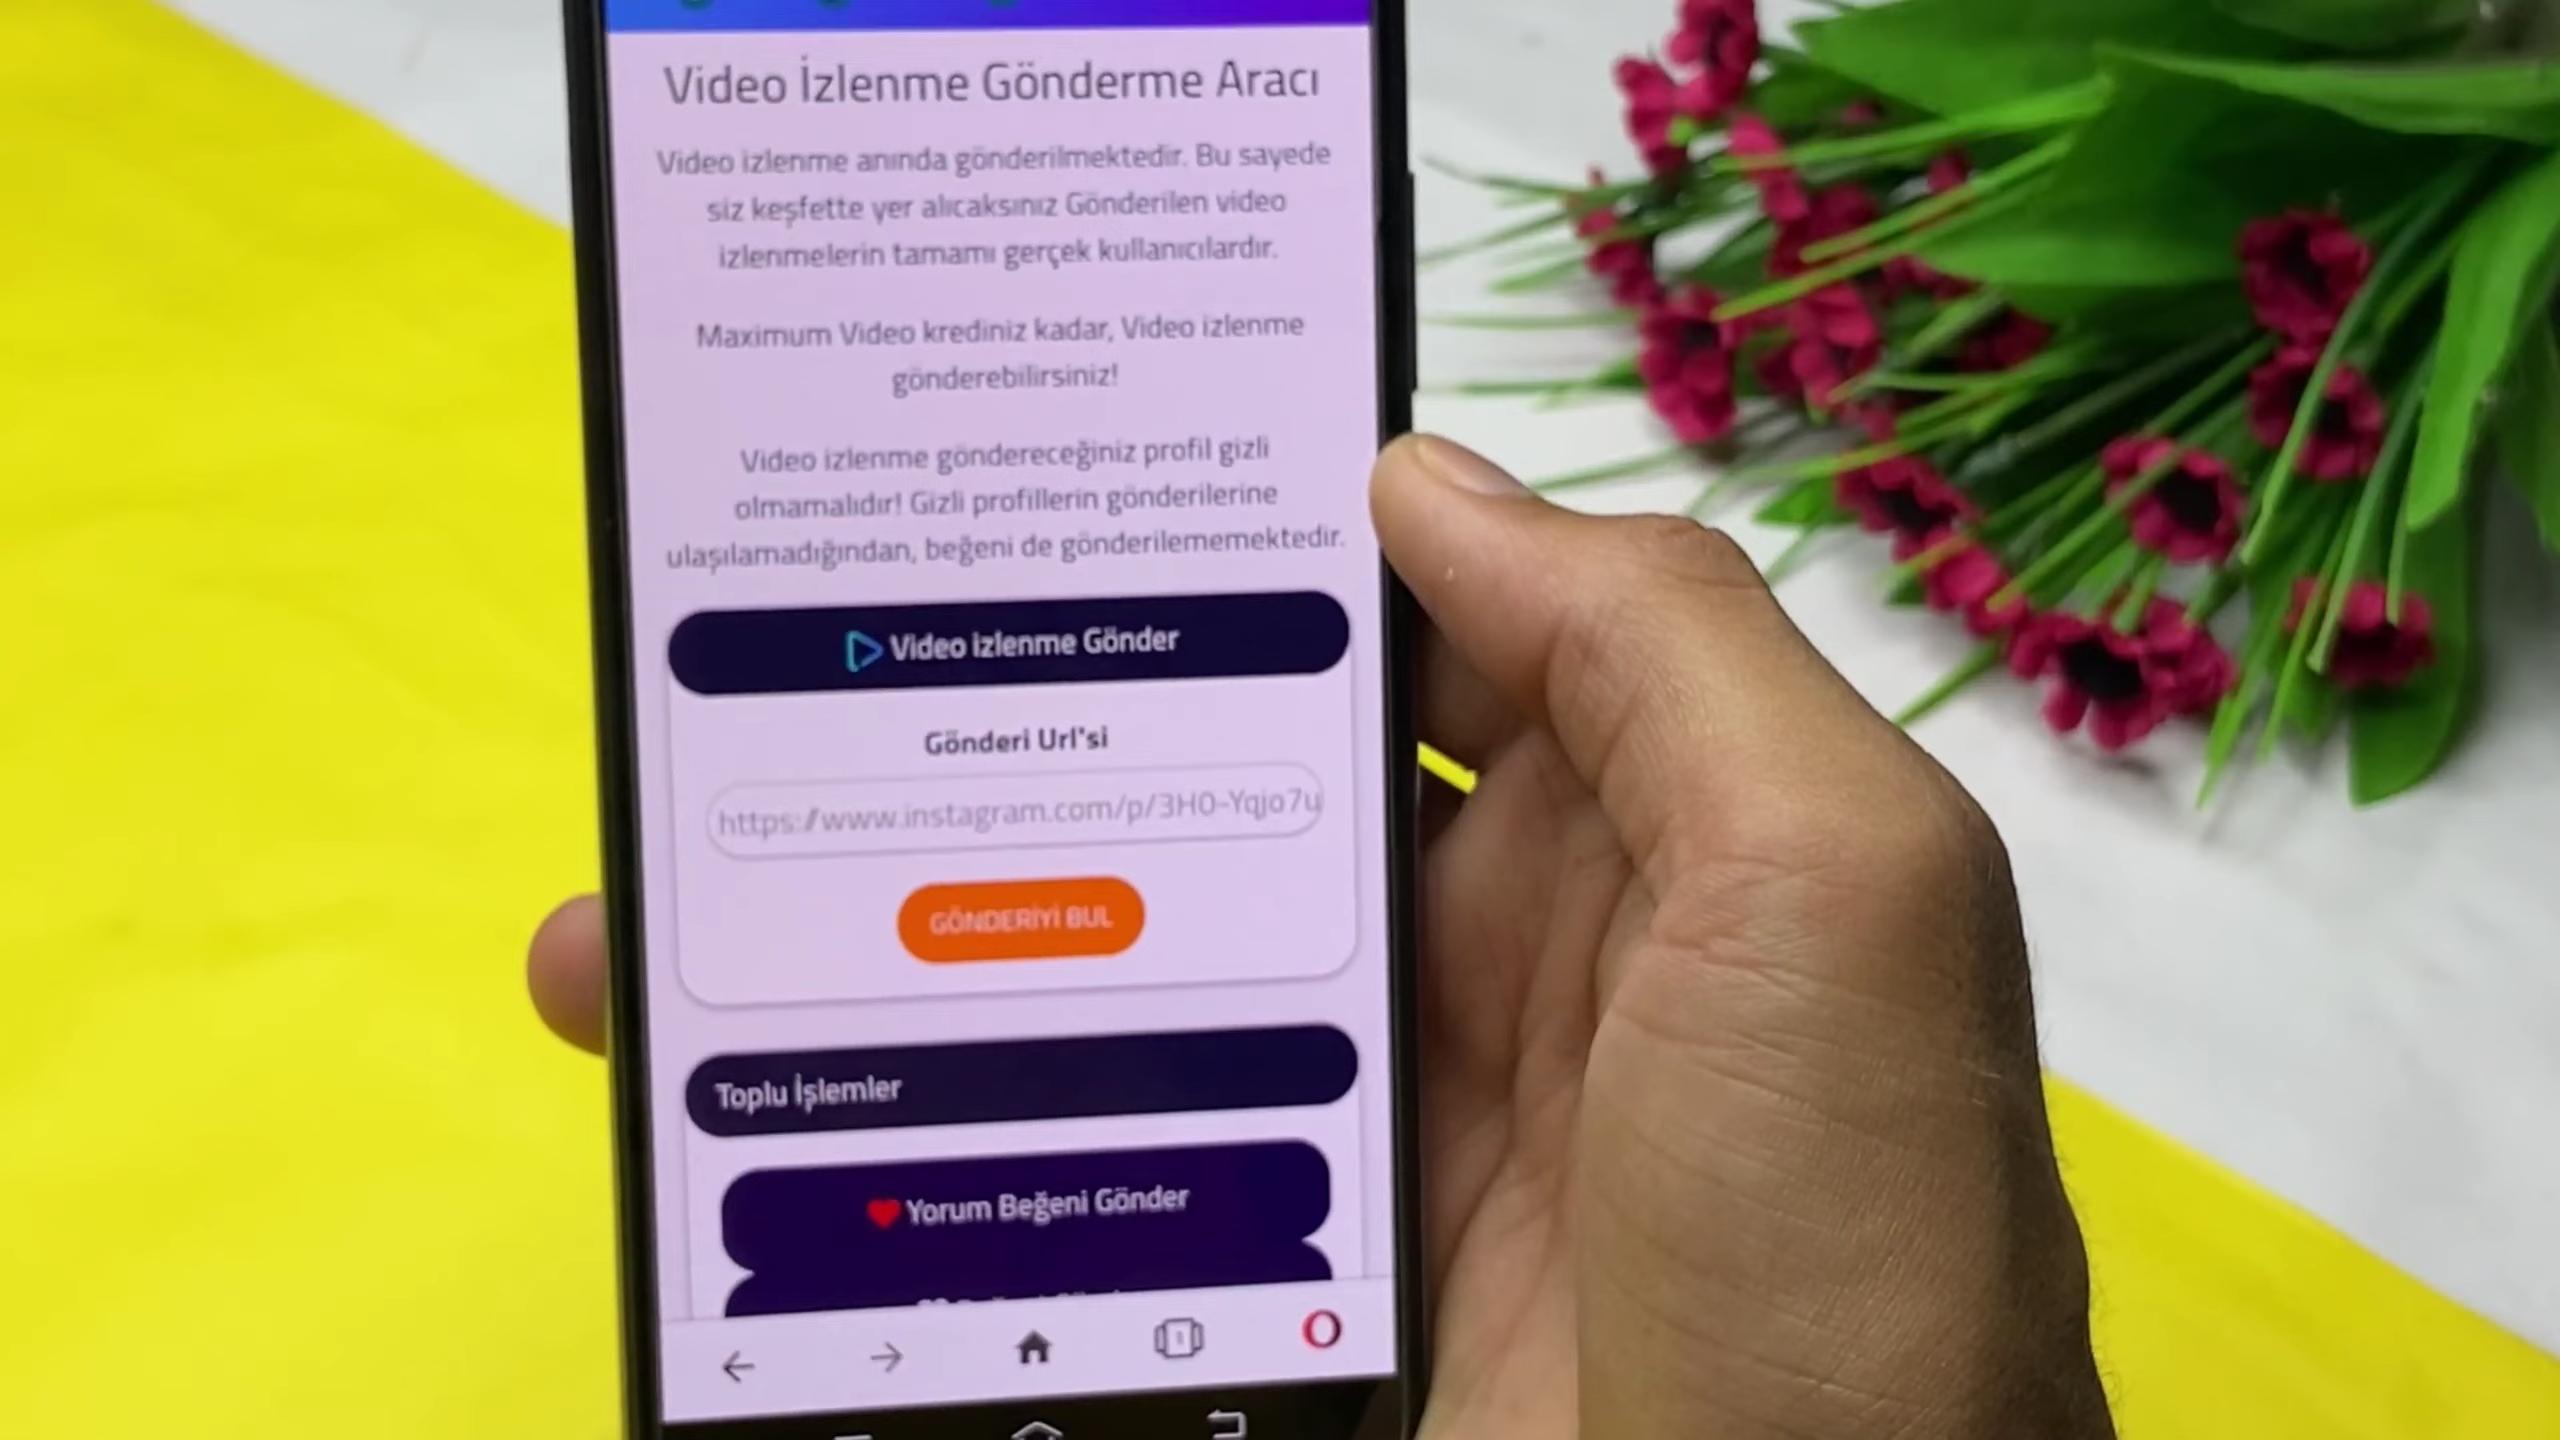 Video İzlenme Gönderme Aracı
Video izlenme anında gönderilmektedir. Bu sayede
siz keşfette yer alıcaksınız Gönderilen video
izlenmelerin tamamı gerçek kullanıcılardır.
Maximum Video krediniz kadar, Video izlenme
gönderebilirsiniz!
Video izlenme göndereceğiniz profil gizli
olmamalıdır! Gizli profillerin gönderilerine
ulaşılamadığından, beğeni de gönderilememektedir.
Video izlenme Gönder
Gönderi Url'si
https://www.instagram.com/p/3H0-Yqjo7u
GÖNDERİYİ BUL
Toplu İşlemler
Yorum Beğeni Gönder